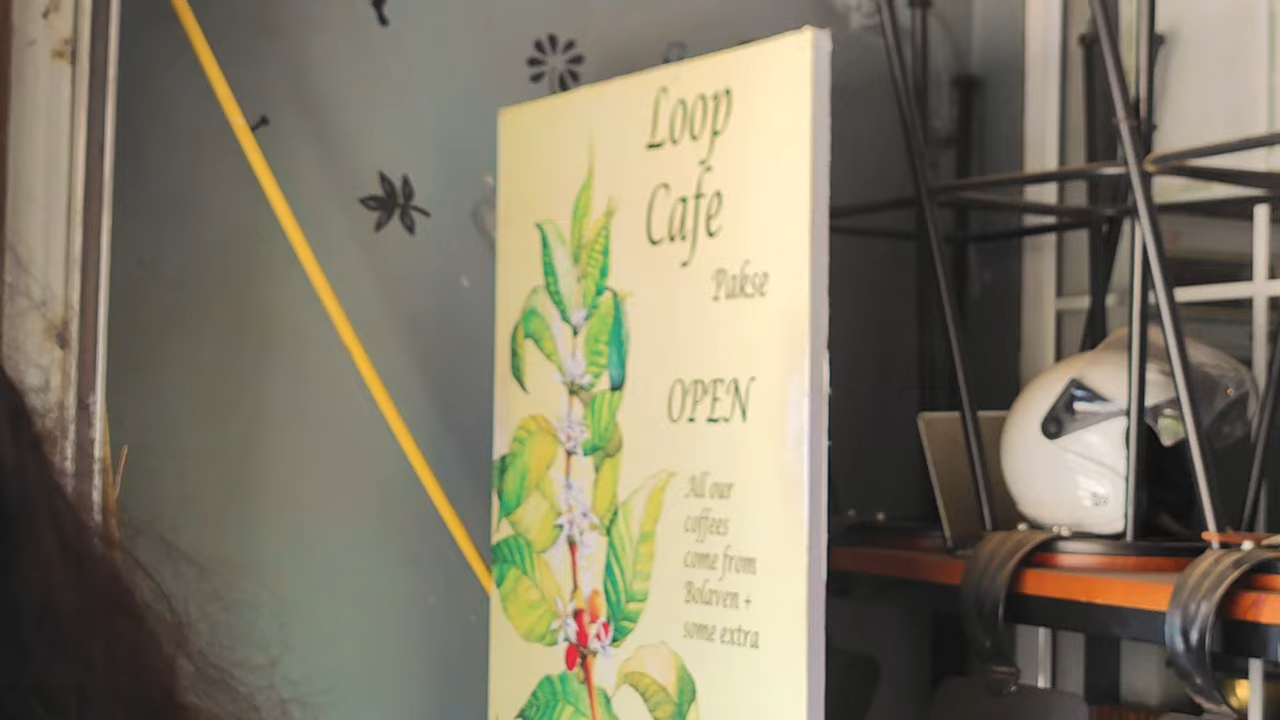 Loop
Cafe
Pakse
OPEN
All our
coffees
come from
Bolaven +
some extra